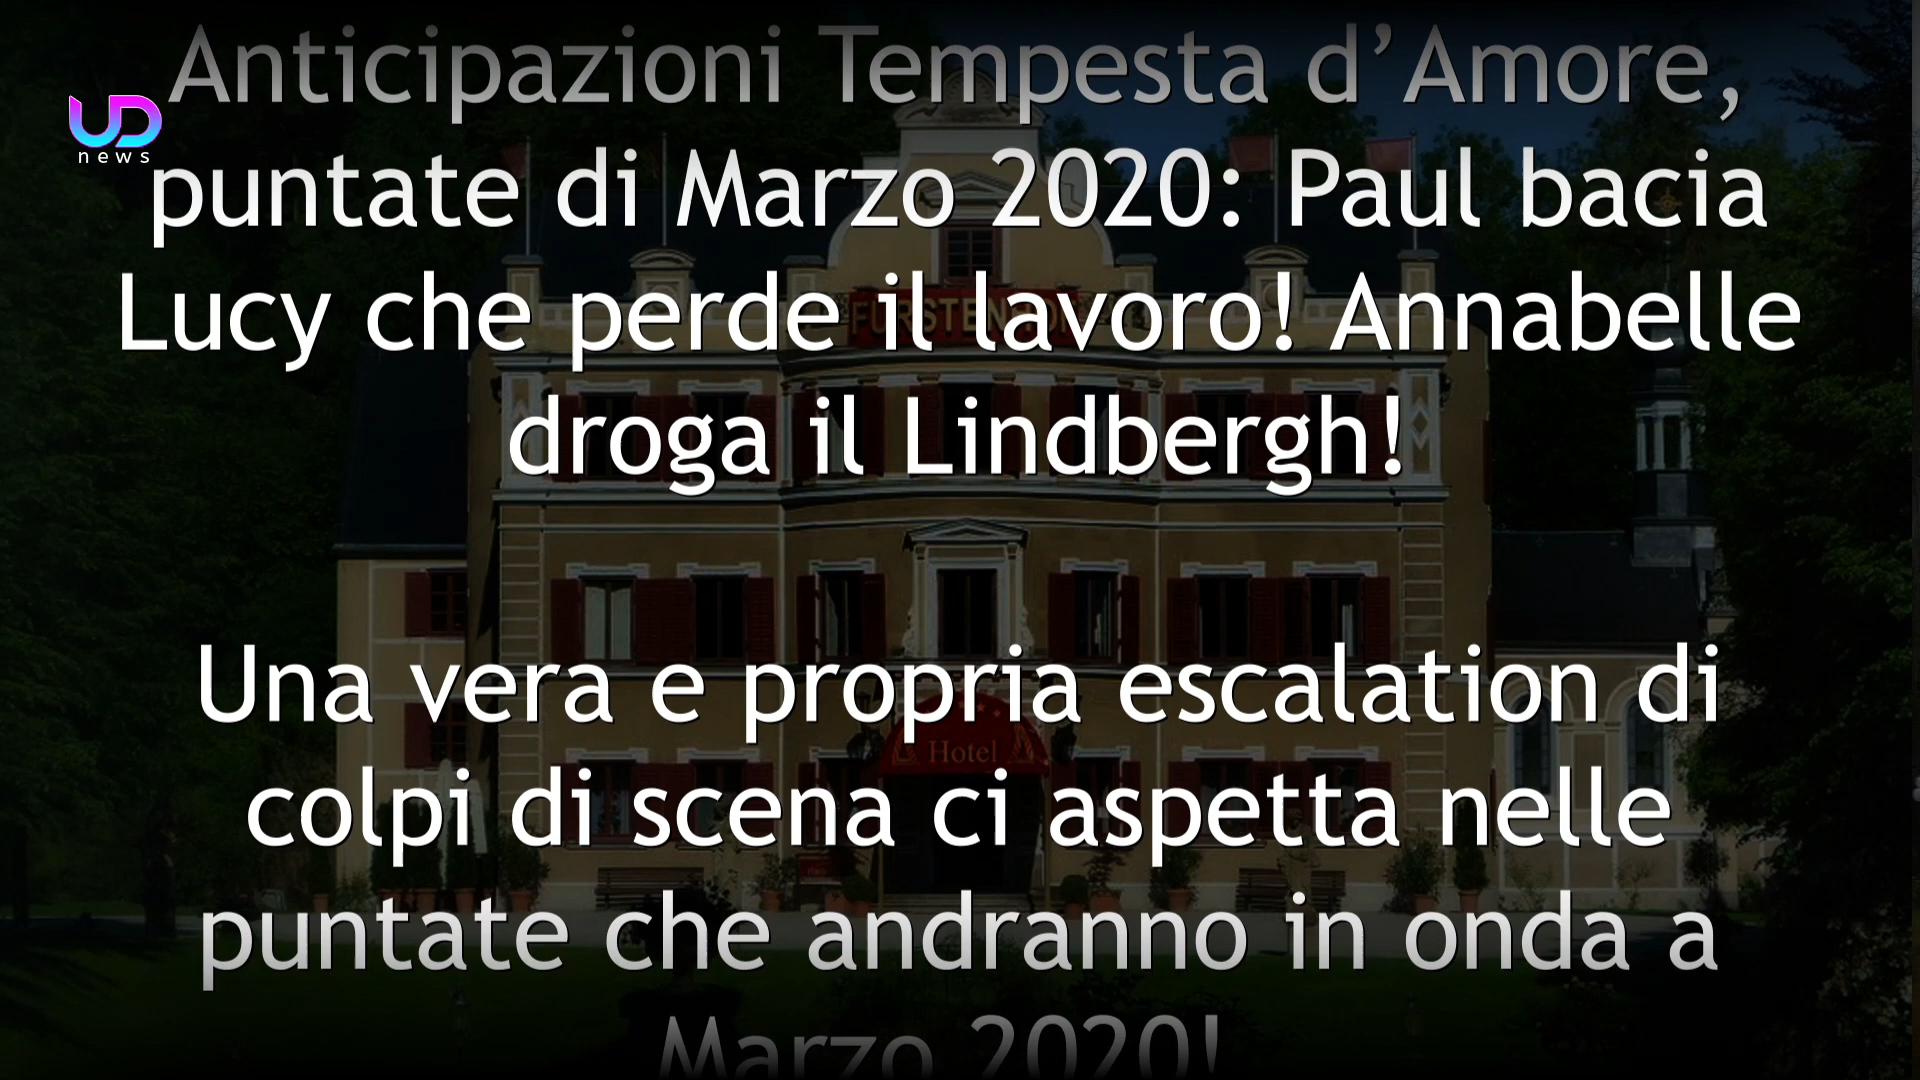 Anticipazioni Tempesta d’Amore,
UD
news
puntate di Marzo 2020: Paul bacia
Lucy che perde il lavoro! Annabelle
droga il Lindbergh!
Una vera e propria escalation di
Hotel
colpi di scena ci aspetta nelle
puntate che andranno in onda a
Marzo 2020!